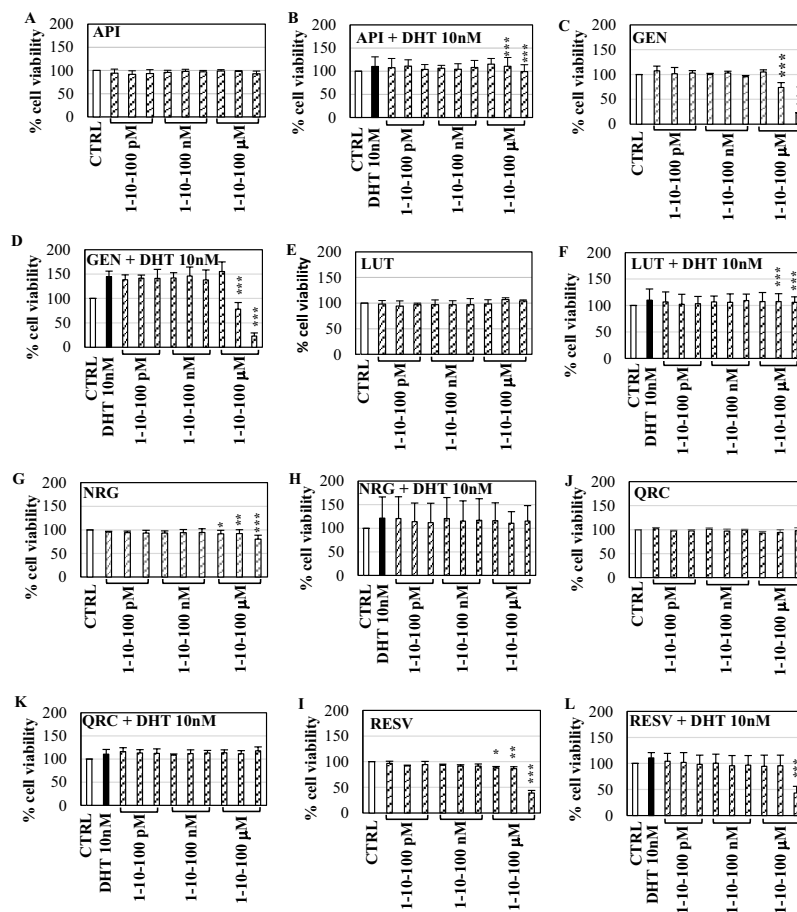 A
API
% cell viability
200
150
100
50
0
CTRL
1-10-100 pM
1-10-100 nM
1-10-100 µM
B
API + DHT 10nM
% cell viability
200
150
100
50
0
***
***
CTRL
DHT 10nM
1-10-100 pM
1-10-100 nM
1-10-100 µM
C
GEN
% cell viability
200
150
100
50
0
***
CTRL
1-10-100 pM
1-10-100 nM
1-10-100 µM
D
GEN + DHT 10nM
% cell viability
200
150
100
50
0
***
***
CTRL
DHT 10nM
1-10-100 pM
1-10-100 nM
1-10-100 µM
E
LUT
% cell viability
200
150
100
50
0
CTRL
1-10-100 pM
1-10-100 nM
1-10-100 µM
F
LUT + DHT 10nM
% cell viability
200
150
100
50
0
***
***
CTRL
DHT 10nM
1-10-100 pM
1-10-100 nM
1-10-100 µM
G
NRG
% cell viability
200
150
100
50
0
*
**
***
CTRL
1-10-100 pM
1-10-100 nM
1-10-100 µM
H
NRG + DHT 10nM
% cell viability
200
150
100
50
0
CTRL
DHT 10nM
1-10-100 pM
1-10-100 nM
1-10-100 µM
J
QRC
% cell viability
200
150
100
50
0
CTRL
1-10-100 pM
1-10-100 nM
1-10-100 µM
K
QRC + DHT 10nM
% cell viability
200
150
100
50
0
CTRL
DHT 10nM
1-10-100 pM
1-10-100 nM
1-10-100 µM
I
RESV
% cell viability
200
150
100
50
0
*
**
***
CTRL
1-10-100 pM
1-10-100 nM
1-10-100 µM
L
RESV + DHT 10nM
% cell viability
200
150
100
50
0
***
CTRL
DHT 10nM
1-10-100 pM
1-10-100 nM
1-10-100 µM